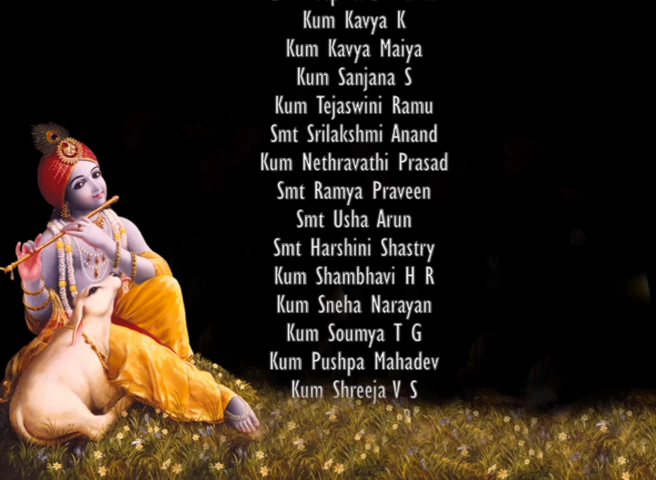 Kum Kavya K
Kum Kavya Maiya
Kum Sanjana S
Kum Tejaswini Ramu
Smt Srilakshmi Anand
Kum Nethravathi Prasad
Smt Ramya Praveen
Smt Usha Arun
Smt Harshini Shastry
Kum Shambhavi H R
Kum Sneha Narayan
Kum Soumya T G
Kum Pushpa Mahadev
Kum Shreeja V S